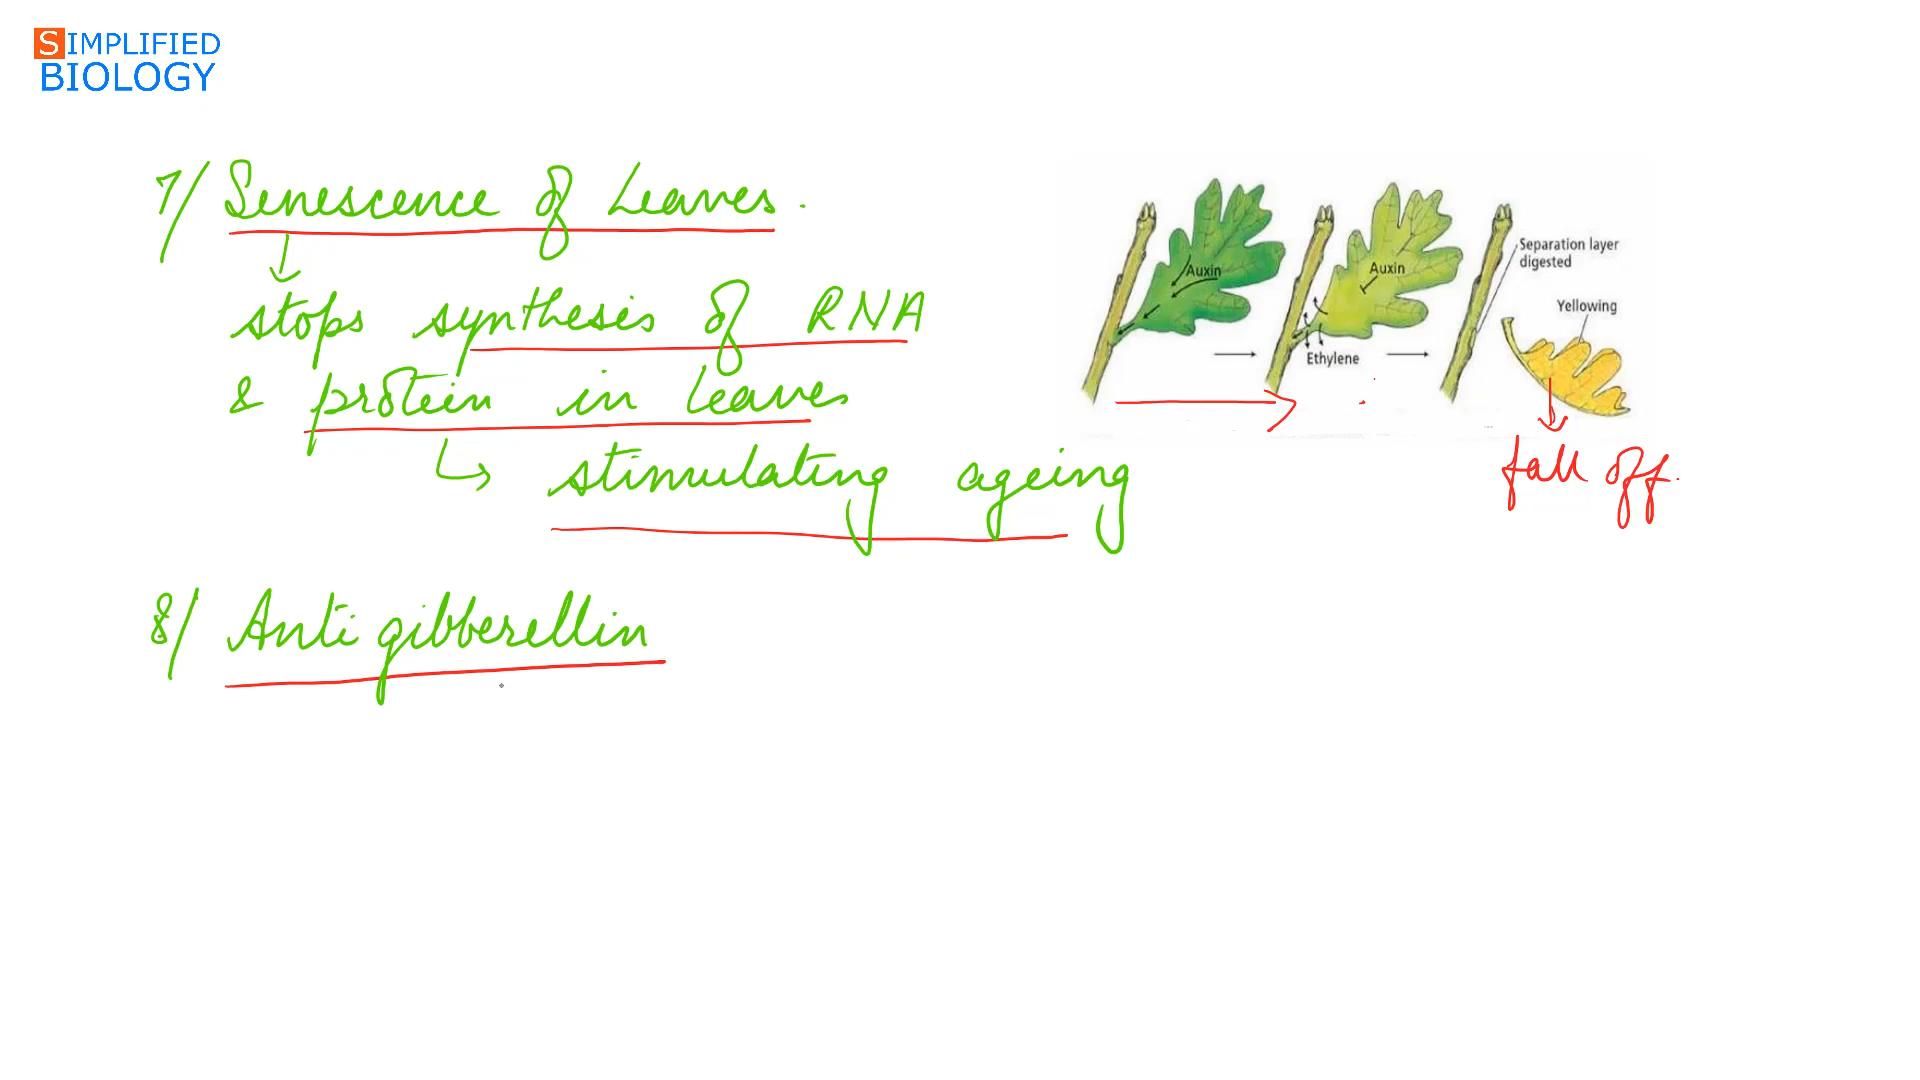 SIMPLIFIED
BIOLOGY
7/ Senescence of Leaves.
stops synthesis of RNA
& protein in leaves
stimulating ageing
8/ Anti gibberellin
Auxin
Auxin
Ethylene
Separation layer
digested
Yellowing
fall off.